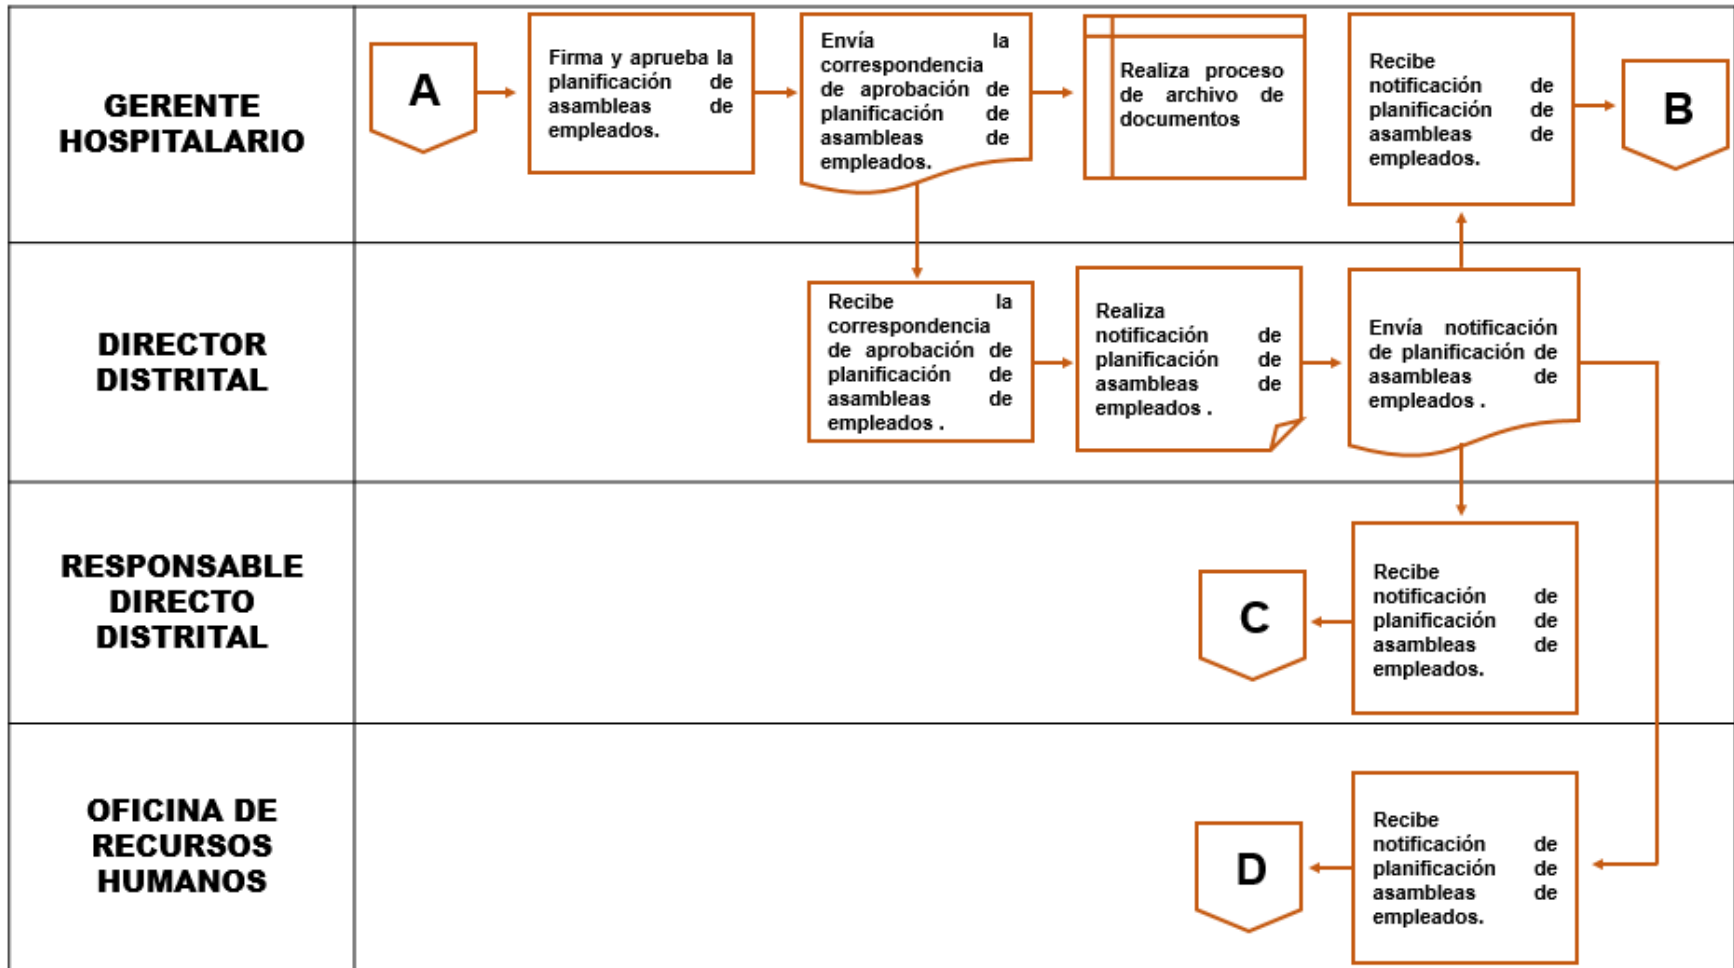 GERENTE
HOSPITALARIO
A
Firma y aprueba la
planificación de
asambleas de
empleados.
Envía la
correspondencia
de aprobación de
planificación de
asambleas de
empleados.
Realiza proceso
de archivo de
documentos
Recibe
notificación de
planificación de
asambleas de
empleados.
B
DIRECTOR
DISTRITAL
Recibe la
correspondencia
de aprobación de
planificación de
asambleas de
empleados .
Realiza
notificación de
planificación de
asambleas de
empleados .
Envía notificación
de planificación de
asambleas de
empleados .
RESPONSABLE
DIRECTO
DISTRITAL
C
Recibe
notificación de
planificación de
asambleas de
empleados.
OFICINA DE
RECURSOS
HUMANOS
D
Recibe
notificación de
planificación de
asambleas de
empleados.